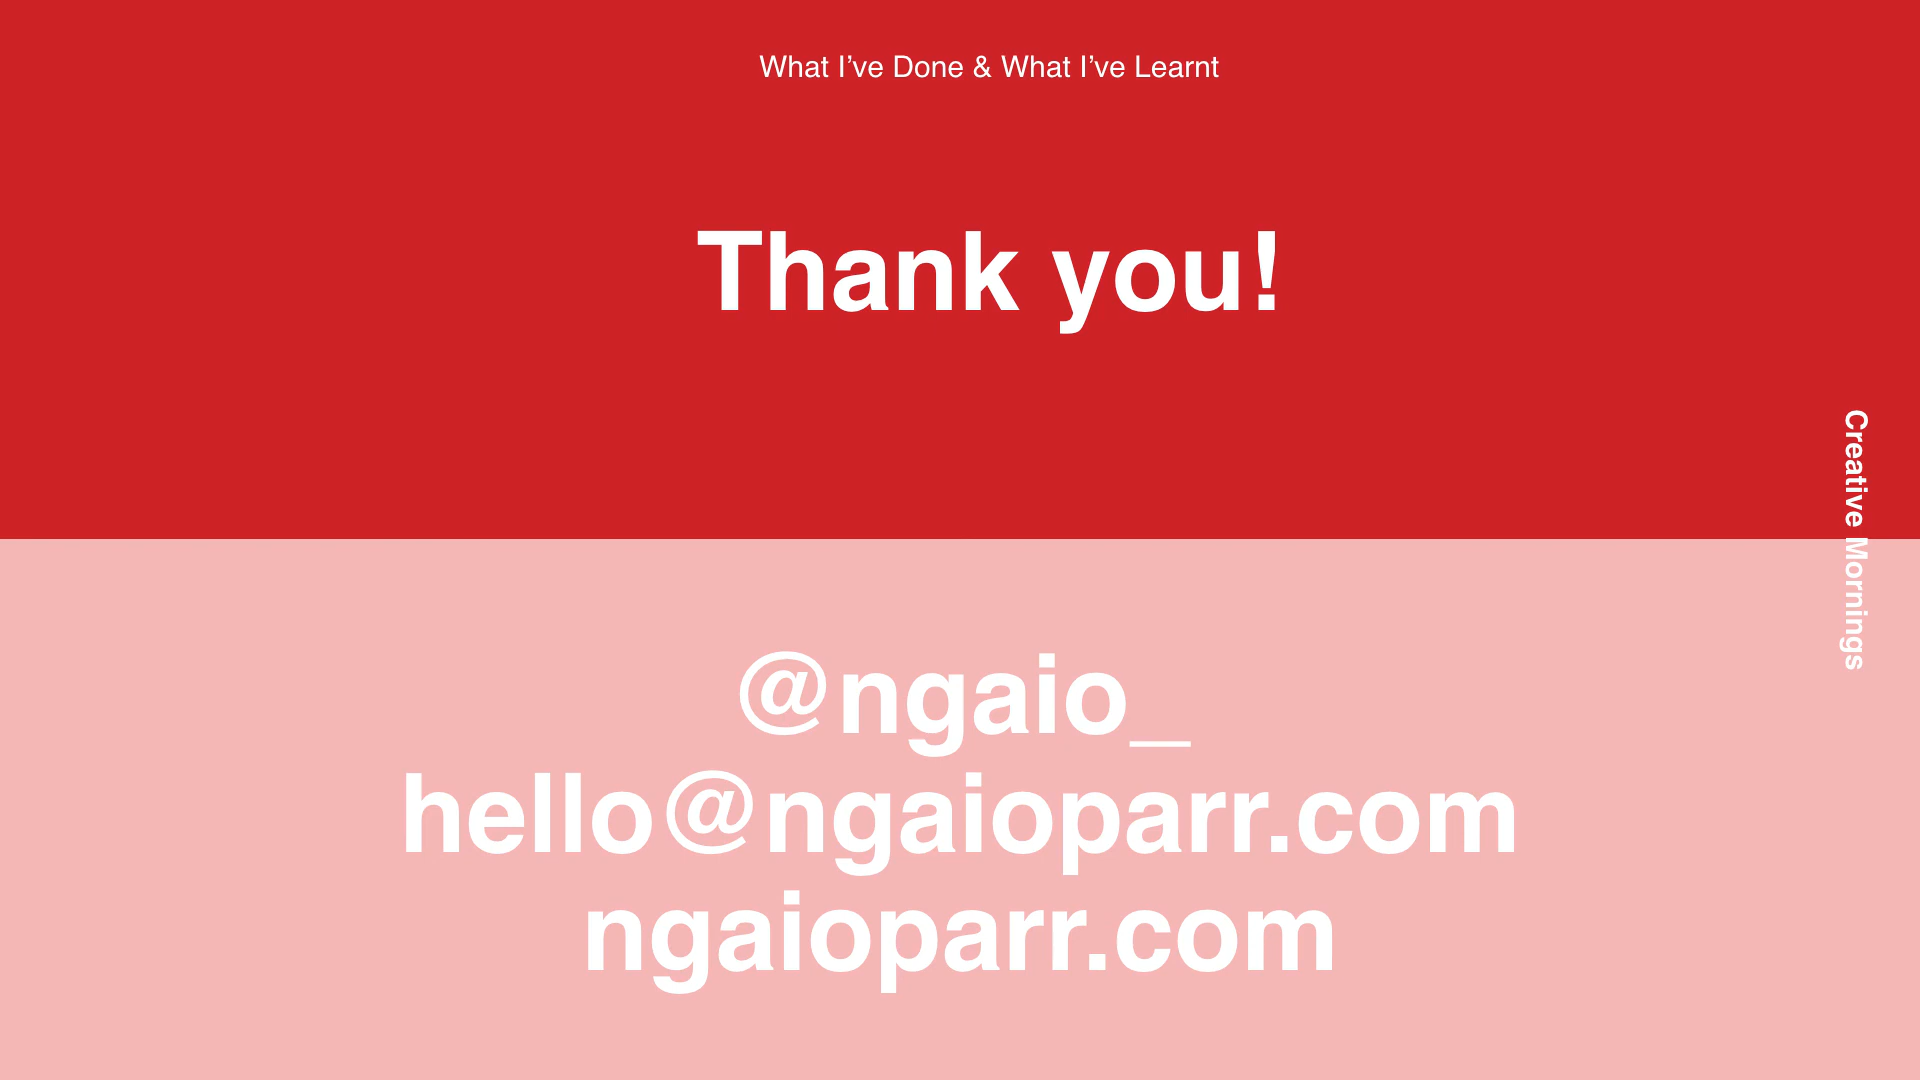 What I’ve Done & What I’ve Learnt
Thank you!
Creative Mornings
@ngaio_
hello@ngaioparr.com
ngaioparr.com